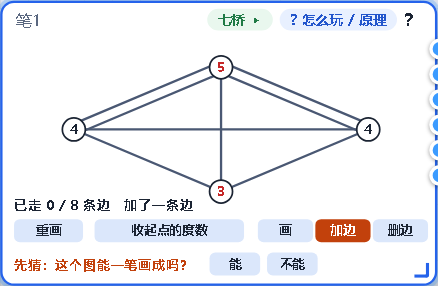 笔1 七桥 ▸ ? 怎么玩 / 原理 ?
5
4 4
3
已走 0 / 8 条边 加了一条边
重画 收起点的度数 画 加边 删边
先猜：这个图能一笔画成吗？ 能 不能